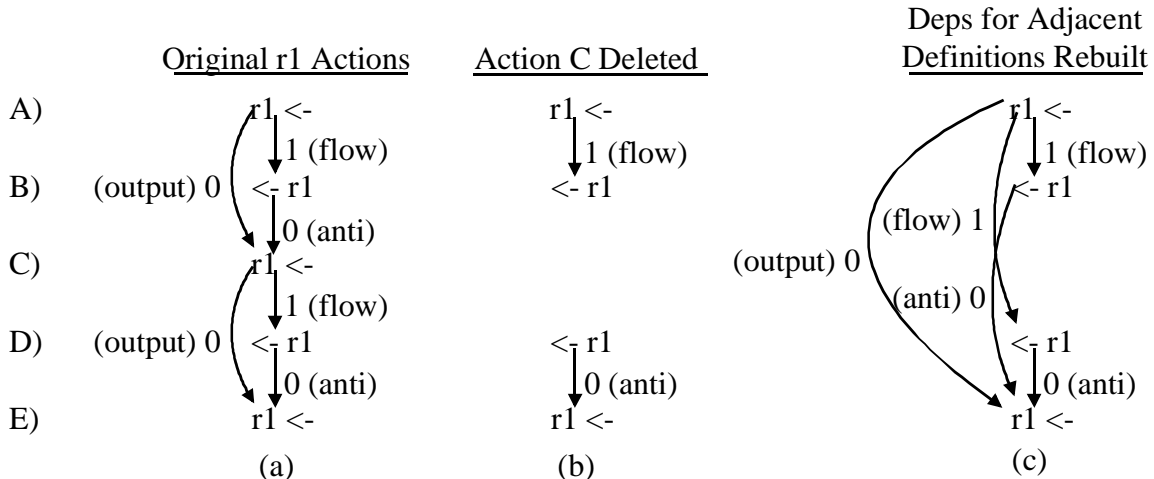 Deps for Adjacent
Original r1 Actions Action C Deleted Definitions Rebuilt
A) r1 <- r1 <- r1 <-
1 (flow) 1 (flow) 1 (flow)
B) (output) 0 <- r1 <- r1 <- r1
0 (anti) (flow) 1
C) r1 <- (output) 0
1 (flow) (anti) 0
D) (output) 0 <- r1 <- r1 <- r1
0 (anti) 0 (anti) 0 (anti)
E) r1 <- r1 <- r1 <-
(a) (b) (c)